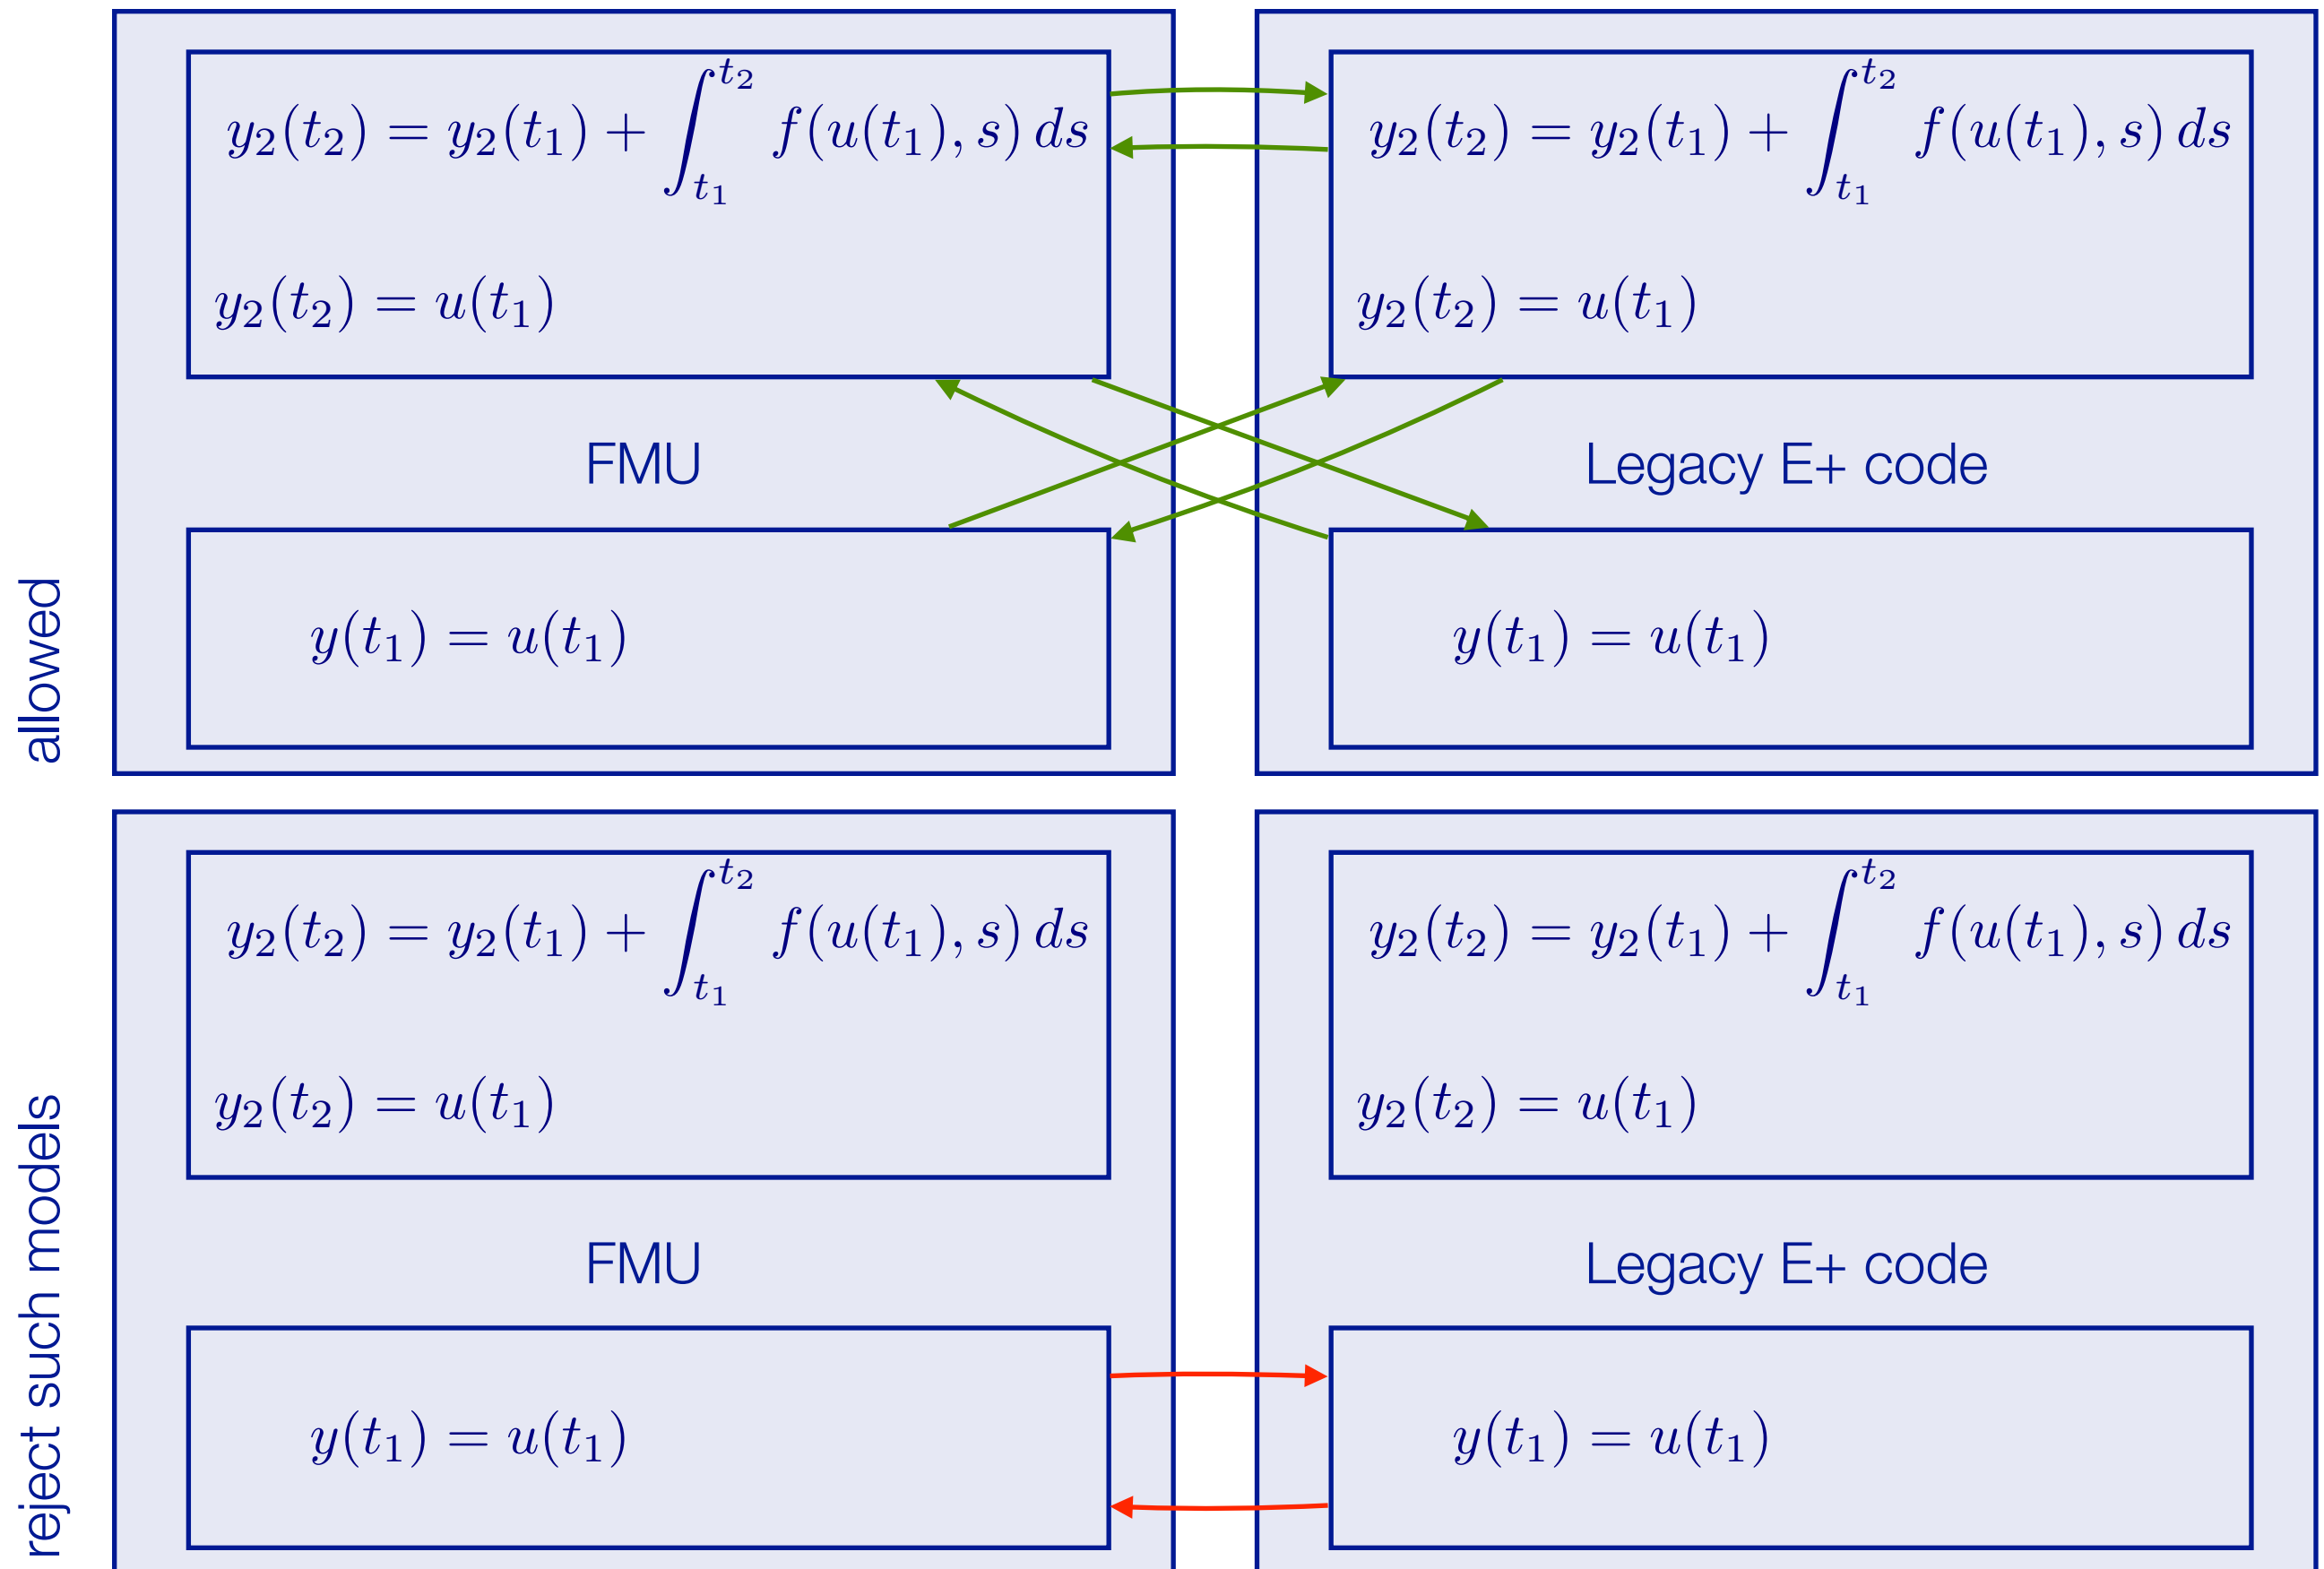 allowed
y₂(t₂) = y₂(t₁) + ∫_{t₁}^{t₂} f(u(t₁), s) ds
y₂(t₂) = u(t₁)
FMU
y(t₁) = u(t₁)
y₂(t₂) = y₂(t₁) + ∫_{t₁}^{t₂} f(u(t₁), s) ds
y₂(t₂) = u(t₁)
Legacy E+ code
y(t₁) = u(t₁)
reject such models
y₂(t₂) = y₂(t₁) + ∫_{t₁}^{t₂} f(u(t₁), s) ds
y₂(t₂) = u(t₁)
FMU
y(t₁) = u(t₁)
y₂(t₂) = y₂(t₁) + ∫_{t₁}^{t₂} f(u(t₁), s) ds
y₂(t₂) = u(t₁)
Legacy E+ code
y(t₁) = u(t₁)